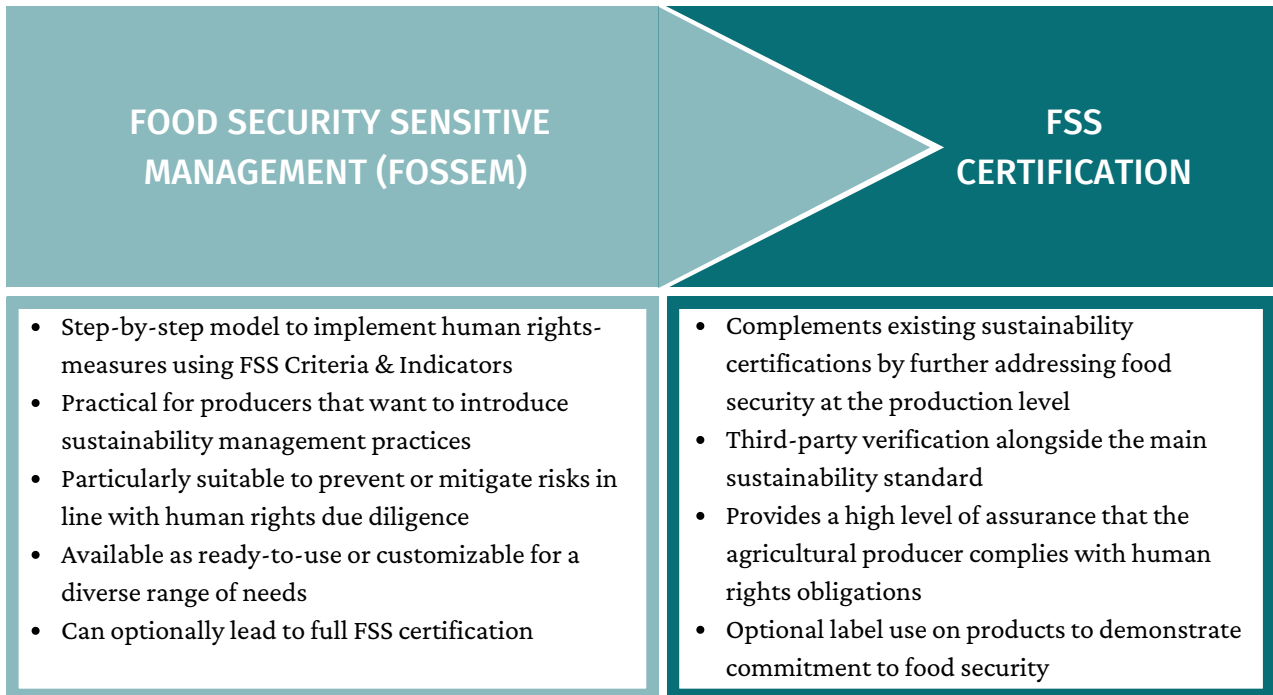 FOOD SECURITY SENSITIVE
MANAGEMENT (FOSSEM)
FSS
CERTIFICATION
• Step-by-step model to implement human rights-
measures using FSS Criteria & Indicators
• Practical for producers that want to introduce
sustainability management practices
• Particularly suitable to prevent or mitigate risks in
line with human rights due diligence
• Available as ready-to-use or customizable for a
diverse range of needs
• Can optionally lead to full FSS certification
• Complements existing sustainability
certifications by further addressing food
security at the production level
• Third-party verification alongside the main
sustainability standard
• Provides a high level of assurance that the
agricultural producer complies with human
rights obligations
• Optional label use on products to demonstrate
commitment to food security